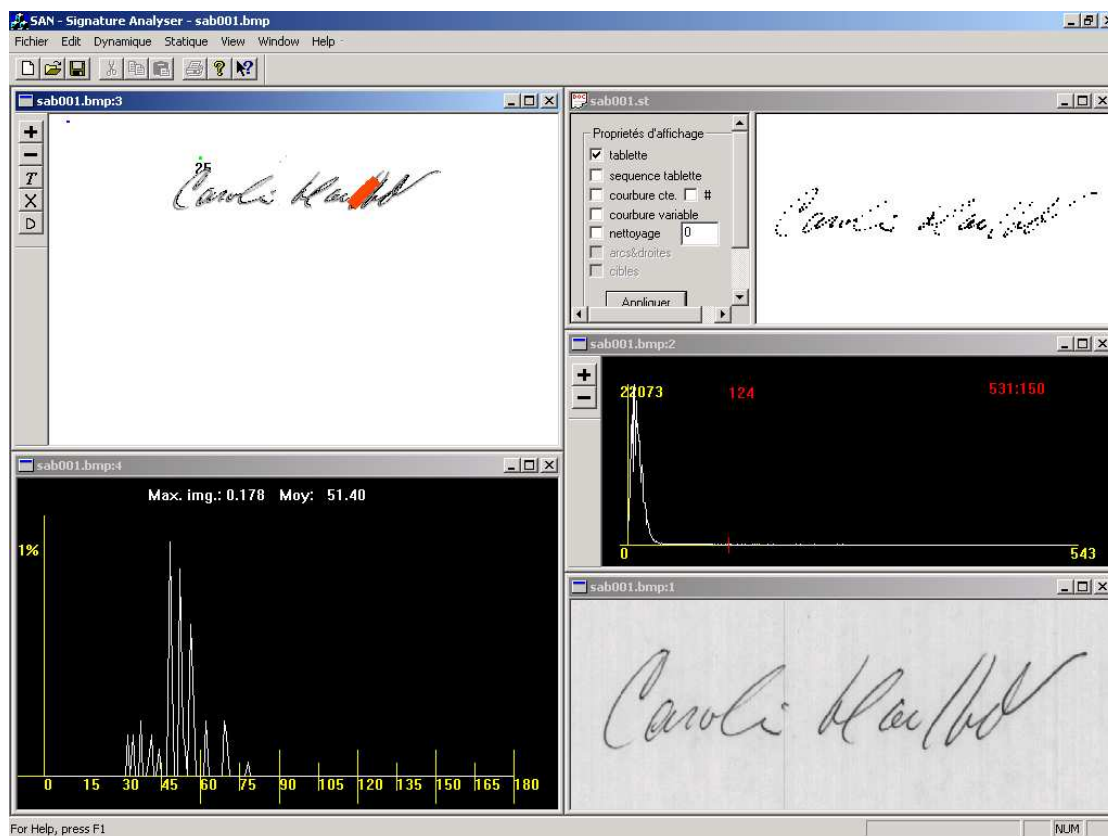 SAN - Signature Analyser - sab001.bmp
Fichier Edit Dynamique Statique View Window Help
sab001.bmp:3
+
−
T
X
D
25
sab001.st
Propriétés d'affichage
tablette
sequence tablette
courbure cte. #
courbure variable
nettoyage 0
arcs&droites
cibles
Appliquer
sab001.bmp:2
+
−
22073 124 531:150
0 543
sab001.bmp:4
Max. img.: 0.178 Moy: 51.40
1%
0 15 30 45 60 75 90 105 120 135 150 165 180
sab001.bmp:1
For Help, press F1 NUM